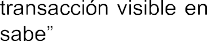 transacción visible en
sabe”